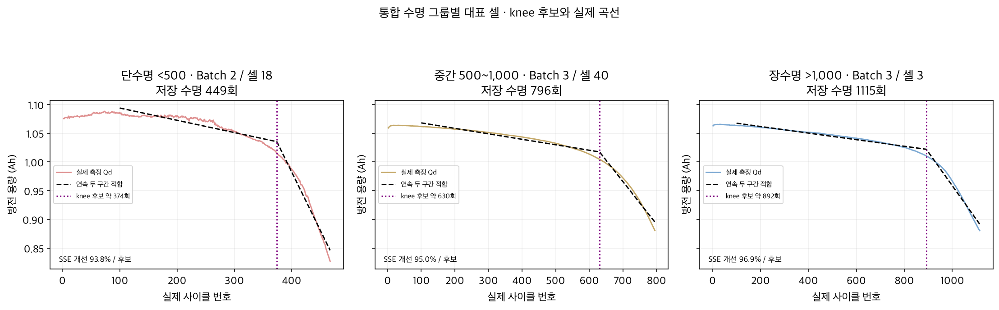 통합 수명 그룹별 대표 셀 · knee 후보와 실제 곡선
단수명 <500 · Batch 2 / 셀 18
저장 수명 449회
방전 용량 (Ah)
1.10
1.05
1.00
0.95
0.90
0.85
실제 측정 Qd
연속 두 구간 적합
knee 후보 약 374회
SSE 개선 93.8% / 후보
0 100 200 300 400
실제 사이클 번호
중간 500~1,000 · Batch 3 / 셀 40
저장 수명 796회
방전 용량 (Ah)
실제 측정 Qd
연속 두 구간 적합
knee 후보 약 630회
SSE 개선 95.0% / 후보
0 100 200 300 400 500 600 700 800
실제 사이클 번호
장수명 >1,000 · Batch 3 / 셀 3
저장 수명 1115회
방전 용량 (Ah)
실제 측정 Qd
연속 두 구간 적합
knee 후보 약 892회
SSE 개선 96.9% / 후보
0 200 400 600 800 1000
실제 사이클 번호